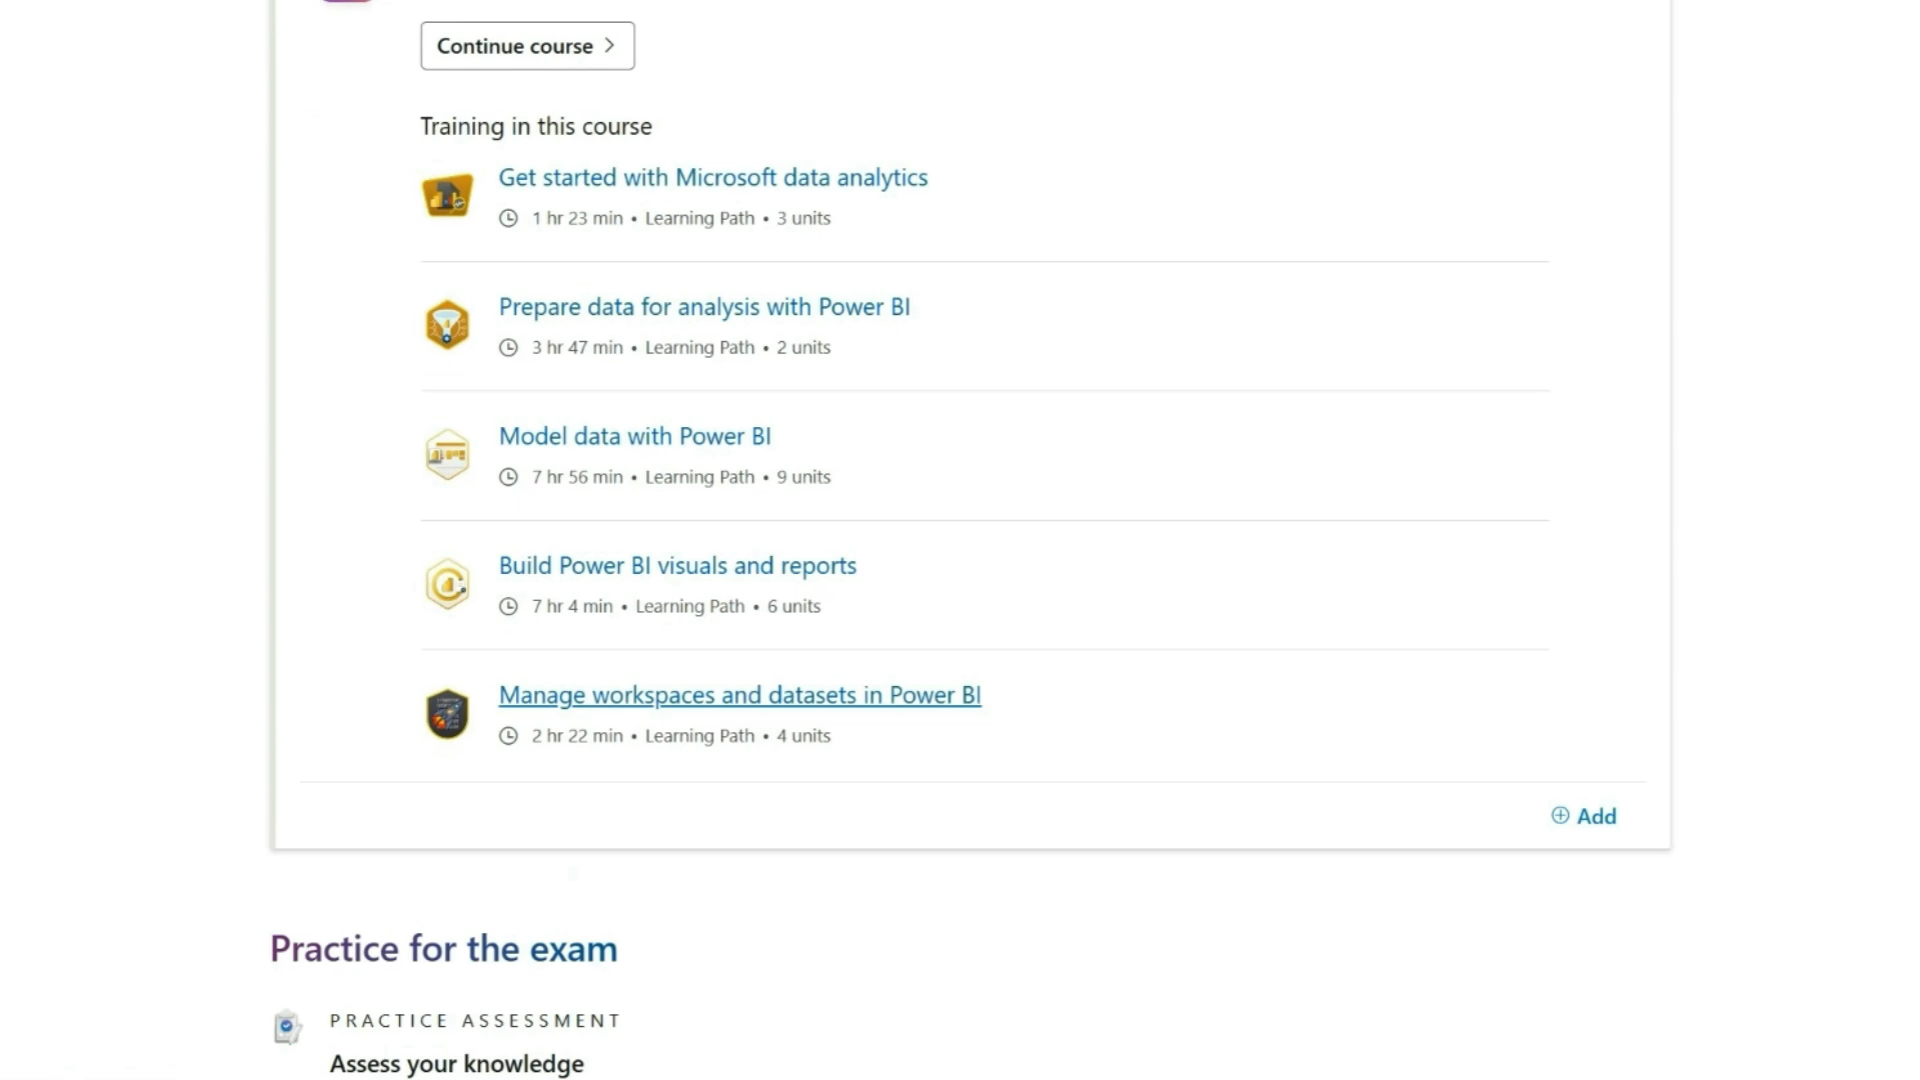 Continue course
Training in this course
Get started with Microsoft data analytics
1 hr 23 min • Learning Path • 3 units
Prepare data for analysis with Power BI
3 hr 47 min • Learning Path • 2 units
Model data with Power BI
7 hr 56 min • Learning Path • 9 units
Build Power BI visuals and reports
7 hr 4 min • Learning Path • 6 units
Manage workspaces and datasets in Power BI
2 hr 22 min • Learning Path • 4 units
Add
Practice for the exam
PRACTICE ASSESSMENT
Assess your knowledge